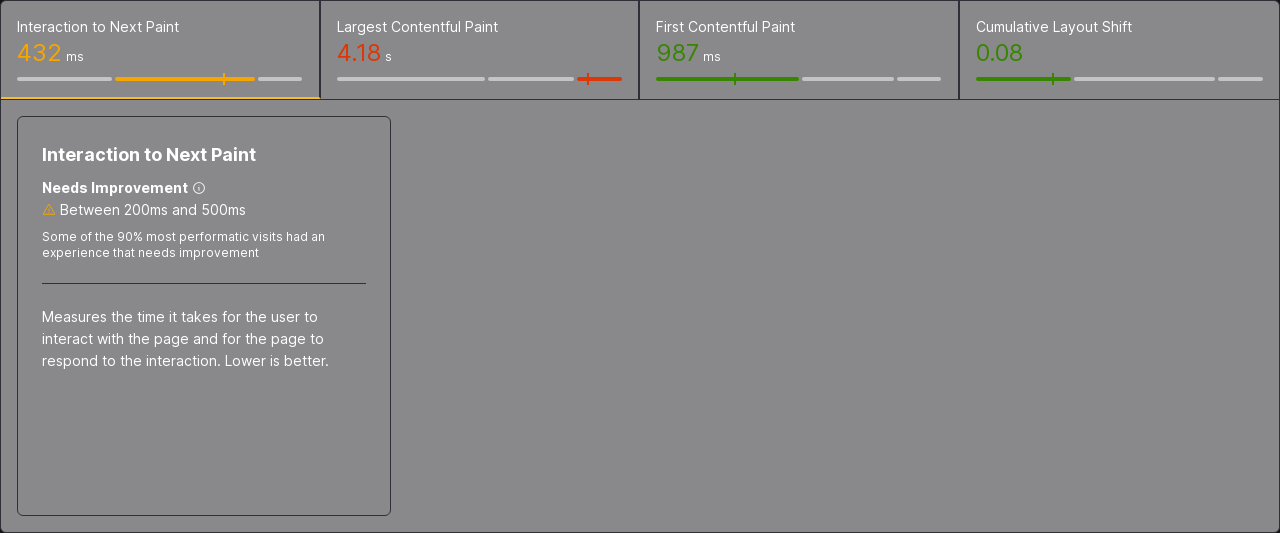 Interaction to Next Paint
432 ms
Largest Contentful Paint
4.18 s
First Contentful Paint
987 ms
Cumulative Layout Shift
0.08
Interaction to Next Paint
Needs Improvement
Between 200ms and 500ms
Some of the 90% most performatic visits had an
experience that needs improvement
Measures the time it takes for the user to
interact with the page and for the page to
respond to the interaction. Lower is better.